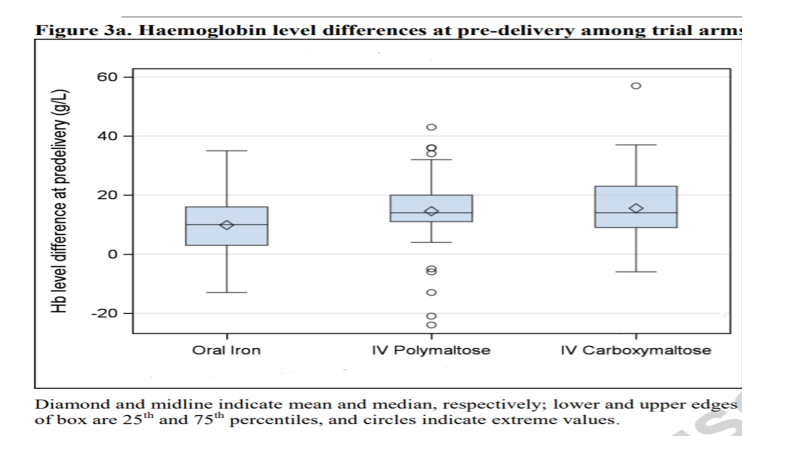 Figure 3a. Haemoglobin level differences at pre-delivery among trial arms
Hb level difference at predelivery (g/L)
60
40
20
0
-20
Oral Iron
IV Polymaltose
IV Carboxymaltose
Diamond and midline indicate mean and median, respectively; lower and upper edges
of box are 25th and 75th percentiles, and circles indicate extreme values.